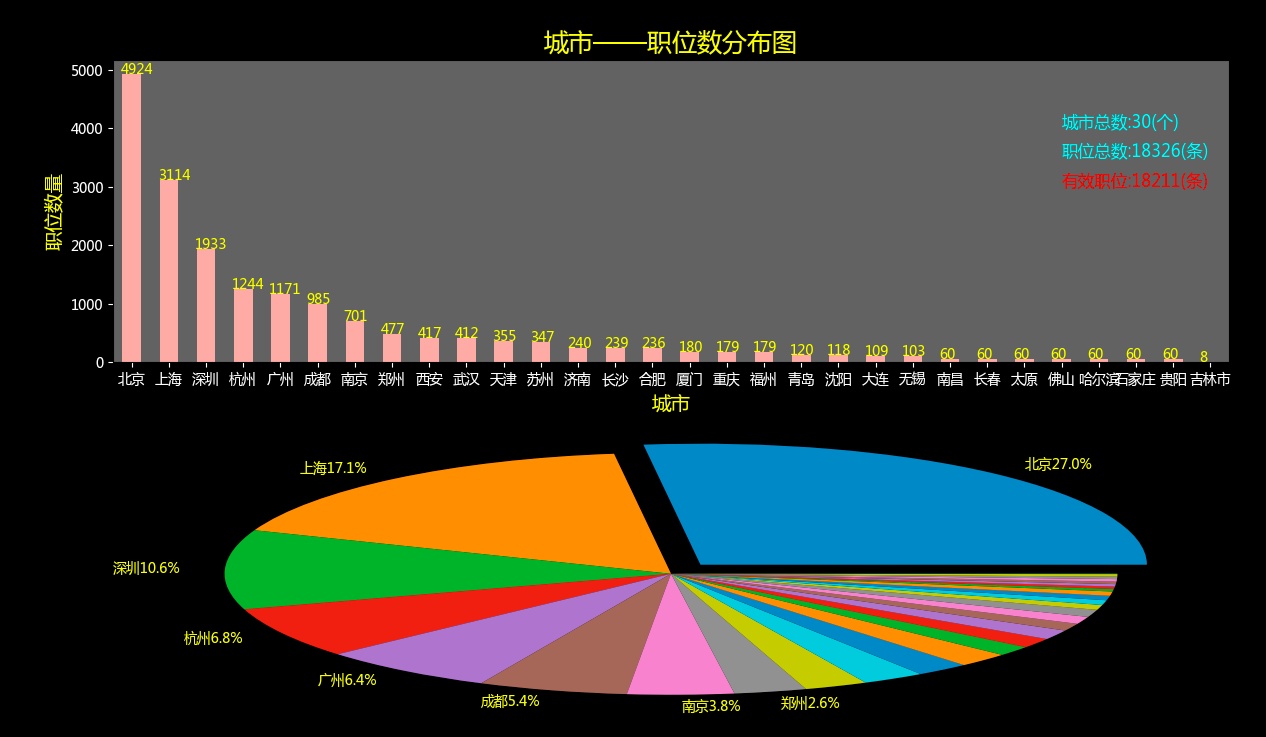 城市——职位数分布图
职位数量
5000
4000
3000
2000
1000
0
4924
3114
1933
1244
1171
985
701
477
417
412
355
347
240
239
236
180
179
179
120
118
109
103
60
60
60
60
60
60
60
8
城市总数:30(个)
职位总数:18326(条)
有效职位:18211(条)
北京 上海 深圳 杭州 广州 成都 南京 郑州 西安 武汉 天津 苏州 济南 长沙 合肥 厦门 重庆 福州 青岛 沈阳 大连 无锡 南昌 长春 太原 佛山 哈尔滨 石家庄 贵阳 吉林市
城市
北京27.0%
上海17.1%
深圳10.6%
杭州6.8%
广州6.4%
成都5.4%
南京3.8%
郑州2.6%